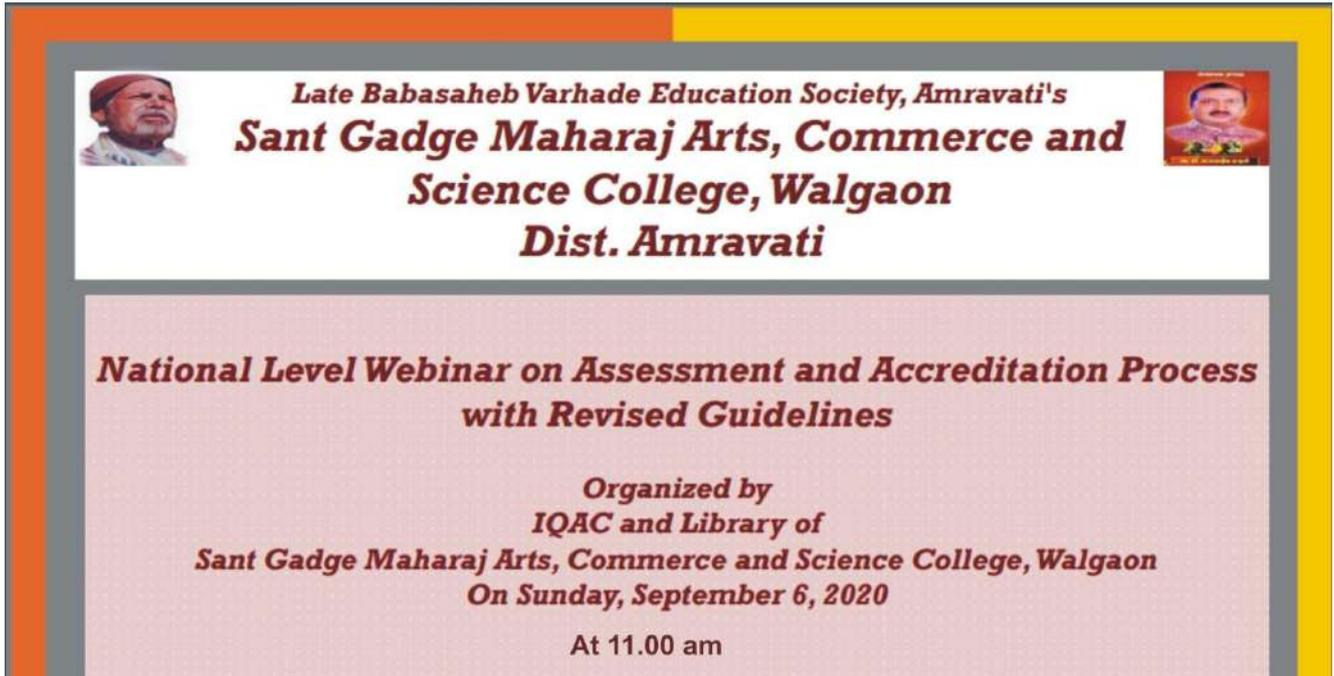 Late Babasaheb Varhade Education Society, Amravati's
Sant Gadge Maharaj Arts, Commerce and
Science College, Walgaon
Dist. Amravati
National Level Webinar on Assessment and Accreditation Process
with Revised Guidelines
Organized by
IQAC and Library of
Sant Gadge Maharaj Arts, Commerce and Science College, Walgaon
On Sunday, September 6, 2020
At 11.00 am